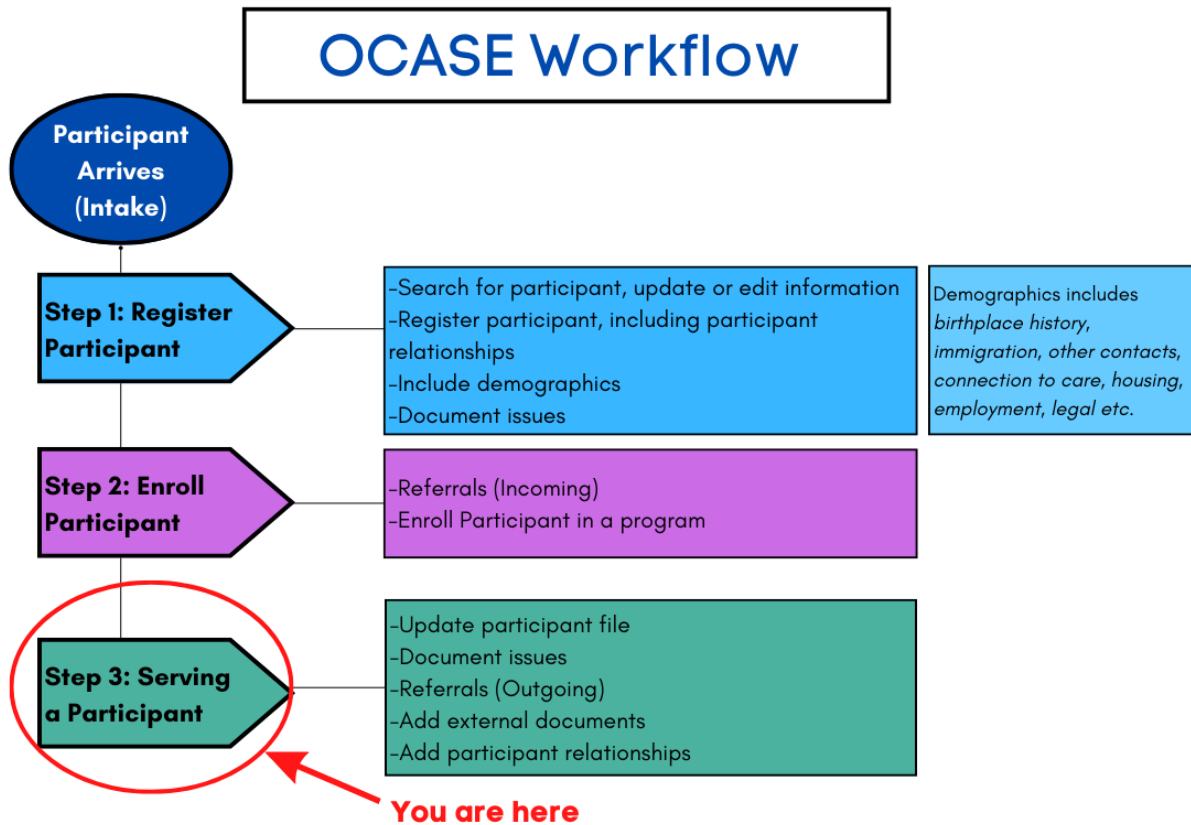 OCASE Workflow
Participant
Arrives
(Intake)
Step 1: Register
Participant
-Search for participant, update or edit information
-Register participant, including participant
relationships
-Include demographics
-Document issues
Demographics includes
birthplace history,
immigration, other contacts,
connection to care, housing,
employment, legal etc.
Step 2: Enroll
Participant
-Referrals (Incoming)
-Enroll Participant in a program
Step 3: Serving
a Participant
-Update participant file
-Document issues
-Referrals (Outgoing)
-Add external documents
-Add participant relationships
You are here